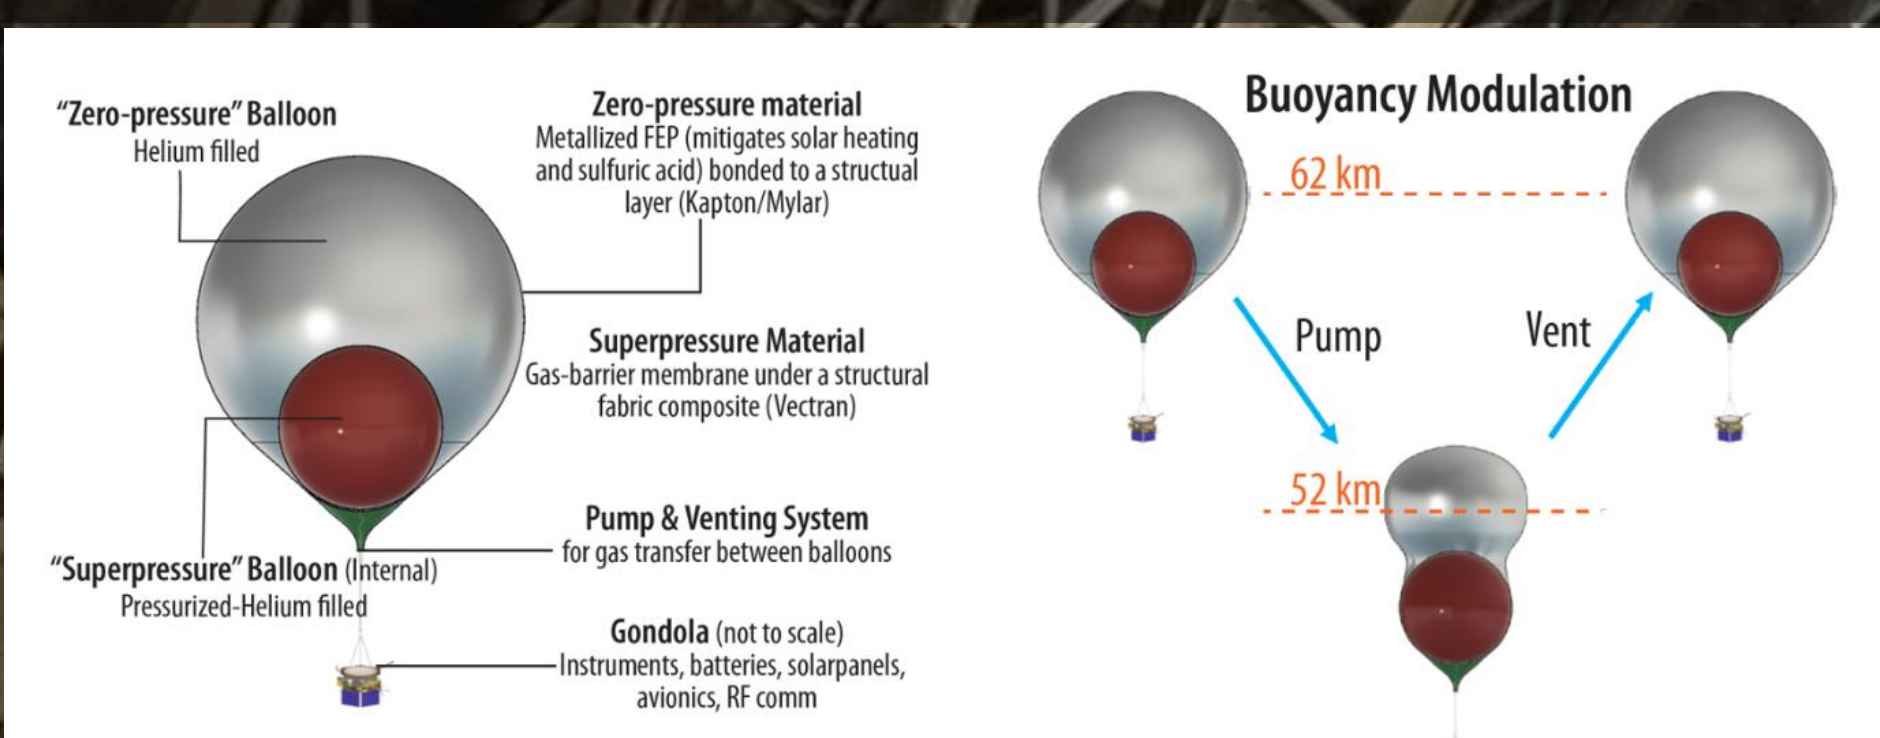 “Zero-pressure” Balloon
Helium filled
Zero-pressure material
Metallized FEP (mitigates solar heating
and sulfuric acid) bonded to a structual
layer (Kapton/Mylar)
Superpressure Material
Gas-barrier membrane under a structural
fabric composite (Vectran)
Pump & Venting System
for gas transfer between balloons
“Superpressure” Balloon (Internal)
Pressurized-Helium filled
Gondola (not to scale)
Instruments, batteries, solarpanels,
avionics, RF comm
Buoyancy Modulation
62 km
Pump
Vent
52 km